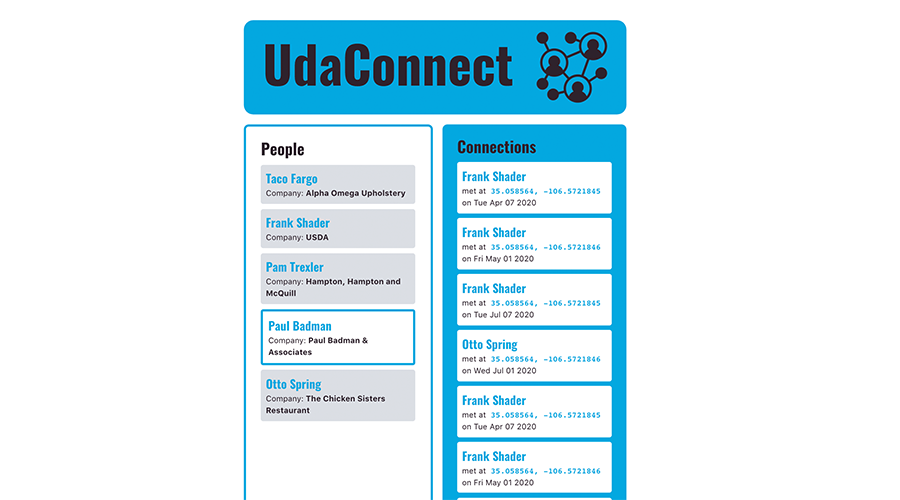 UdaConnect
People
Taco Fargo
Company: Alpha Omega Upholstery
Frank Shader
Company: USDA
Pam Trexler
Company: Hampton, Hampton and
McQuill
Paul Badman
Company: Paul Badman &
Associates
Otto Spring
Company: The Chicken Sisters
Restaurant
Connections
Frank Shader
met at 35.058564, -106.5721845
on Tue Apr 07 2020
Frank Shader
met at 35.058564, -106.5721846
on Fri May 01 2020
Frank Shader
met at 35.058564, -106.5721845
on Tue Jul 07 2020
Otto Spring
met at 35.058564, -106.5721846
on Wed Jul 01 2020
Frank Shader
met at 35.058564, -106.5721845
on Tue Apr 07 2020
Frank Shader
met at 35.058564, -106.5721846
on Fri May 01 2020